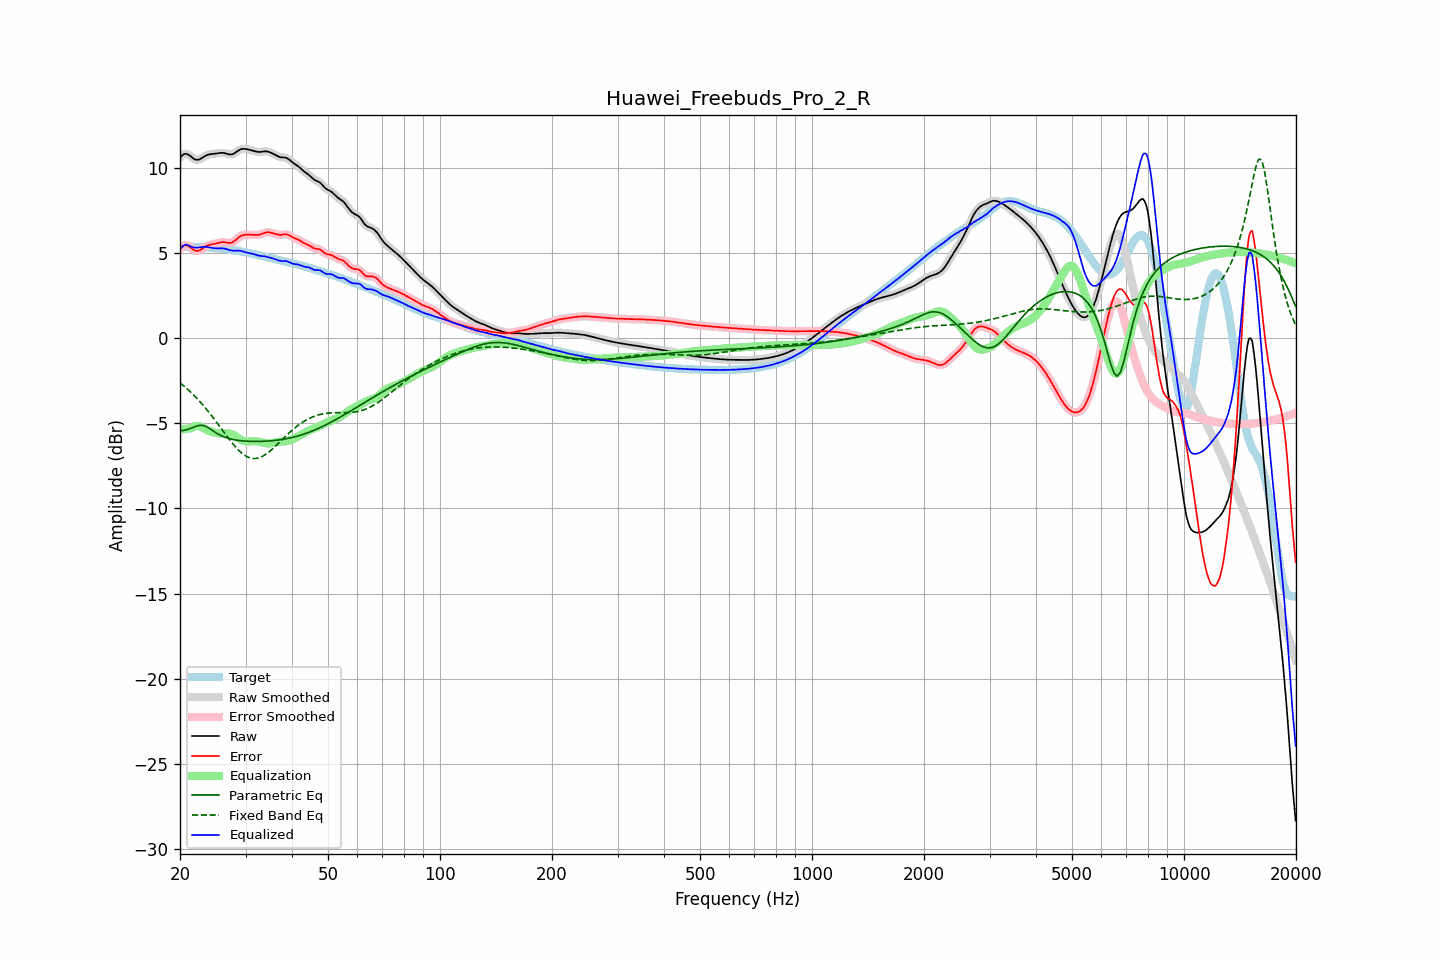 Huawei_Freebuds_Pro_2_R
10
5
0
−5
−10
−15
−20
−25
−30
Amplitude (dBr)
Target
Raw Smoothed
Error Smoothed
Raw
Error
Equalization
Parametric Eq
Fixed Band Eq
Equalized
20 50 100 200 500 1000 2000 5000 10000 20000
Frequency (Hz)